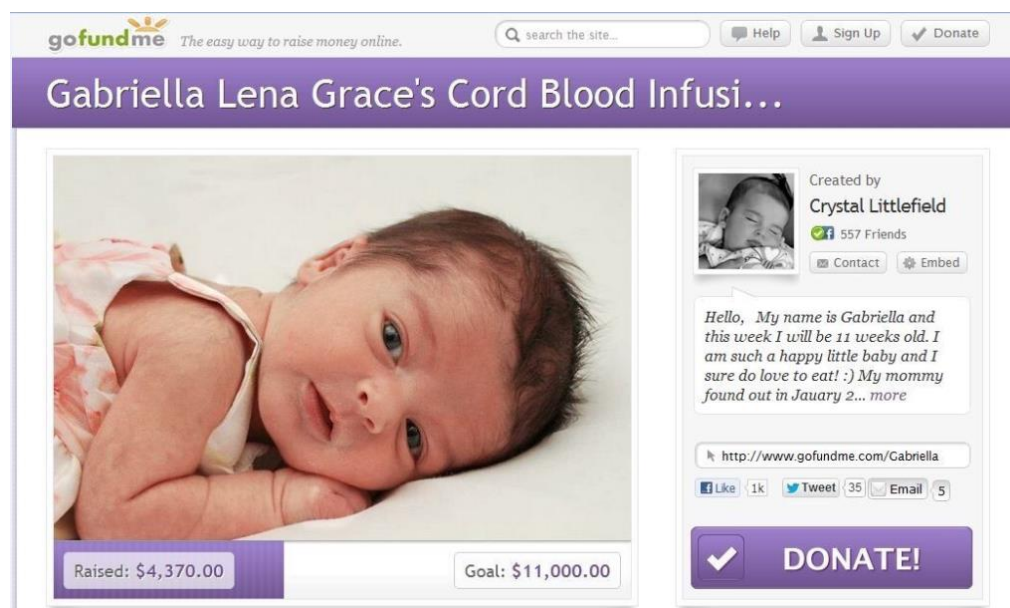 gofundme The easy way to raise money online.
search the site...
Help
Sign Up
Donate
Gabriella Lena Grace's Cord Blood Infusi...
Created by
Crystal Littlefield
557 Friends
Contact
Embed
Hello, My name is Gabriella and
this week I will be 11 weeks old. I
am such a happy little baby and I
sure do love to eat! :) My mommy
found out in Jauary 2... more
http://www.gofundme.com/Gabriella
Like 1k Tweet 35 Email 5
Raised: $4,370.00
Goal: $11,000.00
DONATE!